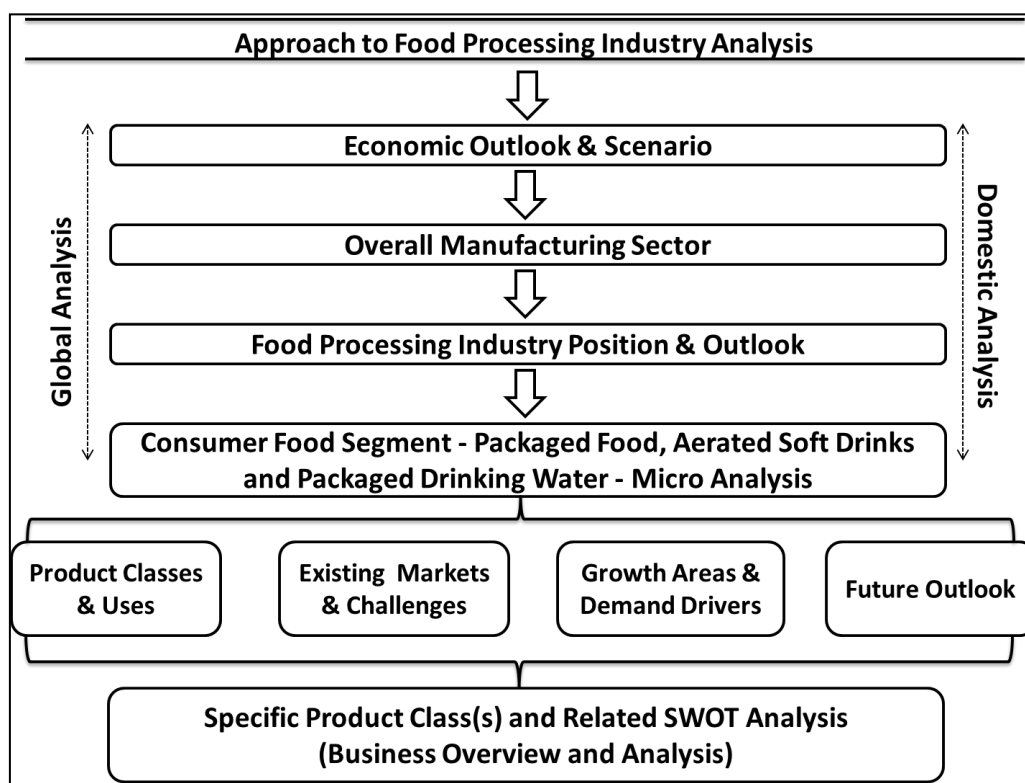 Approach to Food Processing Industry Analysis
Economic Outlook & Scenario
Overall Manufacturing Sector
Food Processing Industry Position & Outlook
Consumer Food Segment - Packaged Food, Aerated Soft Drinks
and Packaged Drinking Water - Micro Analysis
Global Analysis
Domestic Analysis
Product Classes
& Uses
Existing Markets
& Challenges
Growth Areas &
Demand Drivers
Future Outlook
Specific Product Class(s) and Related SWOT Analysis
(Business Overview and Analysis)